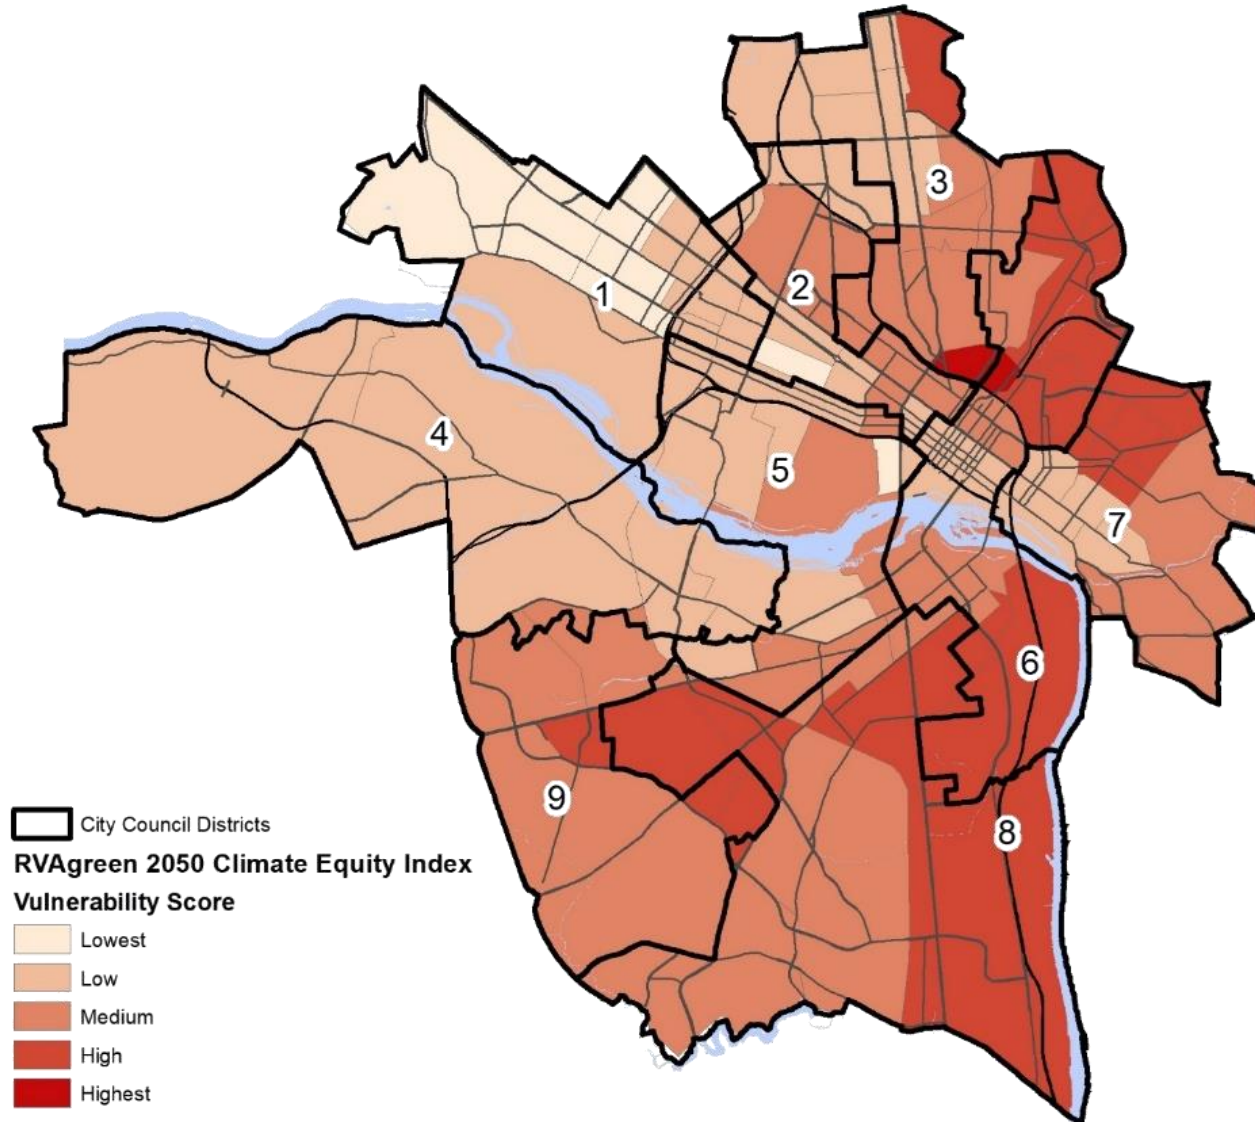 3
2
1
4
5
7
6
9
8
City Council Districts
RVAgreen 2050 Climate Equity Index
Vulnerability Score
Lowest
Low
Medium
High
Highest